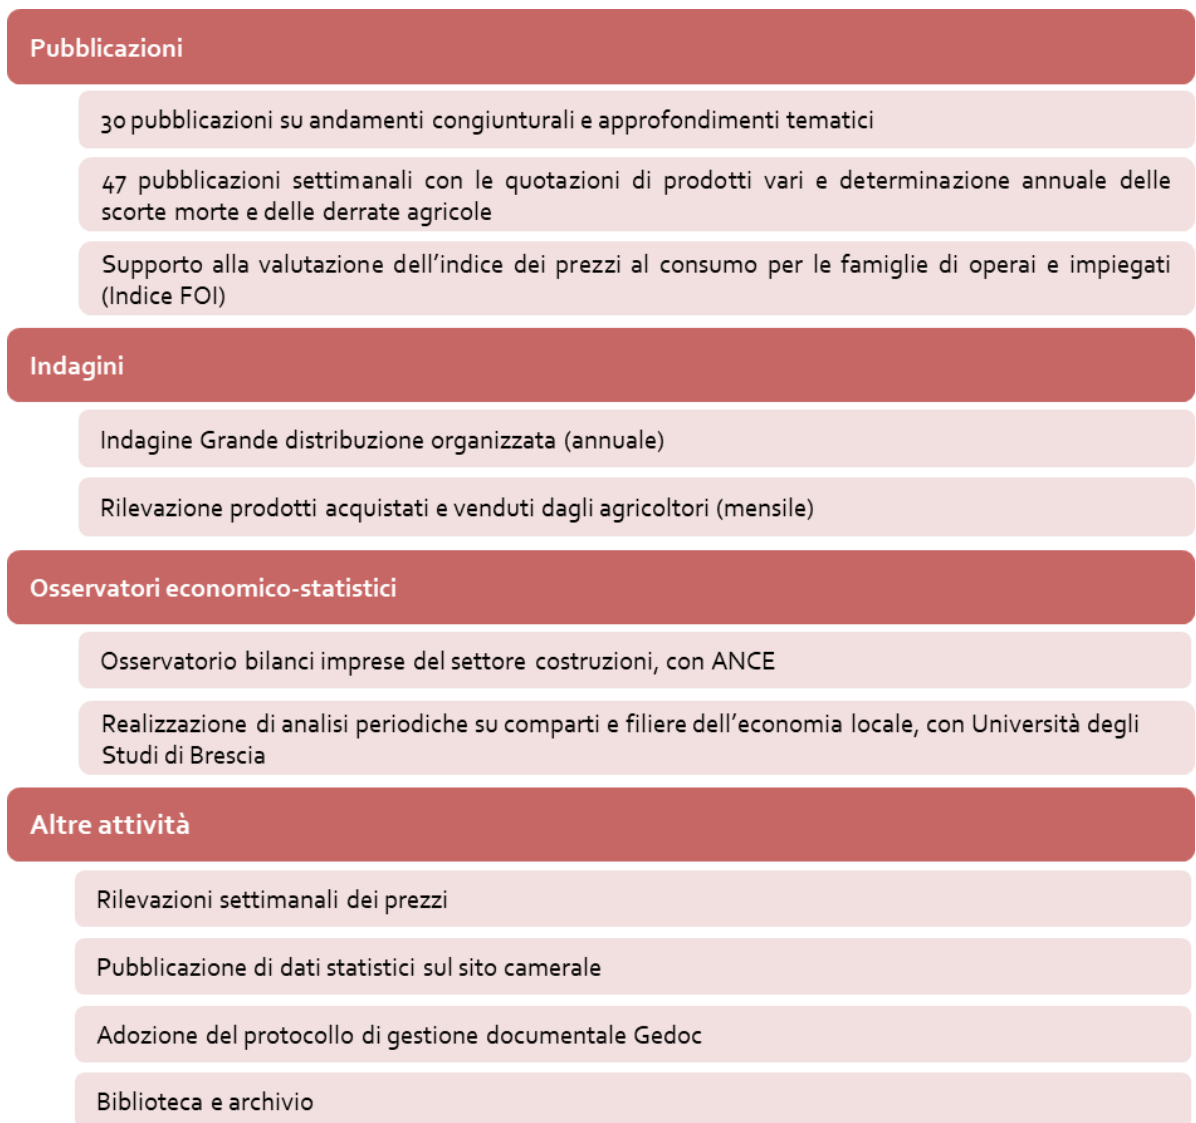 Pubblicazioni
30 pubblicazioni su andamenti congiunturali e approfondimenti tematici
47 pubblicazioni settimanali con le quotazioni di prodotti vari e determinazione annuale delle
scorte morte e delle derrate agricole
Supporto alla valutazione dell’indice dei prezzi al consumo per le famiglie di operai e impiegati
(Indice FOI)
Indagini
Indagine Grande distribuzione organizzata (annuale)
Rilevazione prodotti acquistati e venduti dagli agricoltori (mensile)
Osservatori economico-statistici
Osservatorio bilanci imprese del settore costruzioni, con ANCE
Realizzazione di analisi periodiche su comparti e filiere dell’economia locale, con Università degli
Studi di Brescia
Altre attività
Rilevazioni settimanali dei prezzi
Pubblicazione di dati statistici sul sito camerale
Adozione del protocollo di gestione documentale Gedoc
Biblioteca e archivio